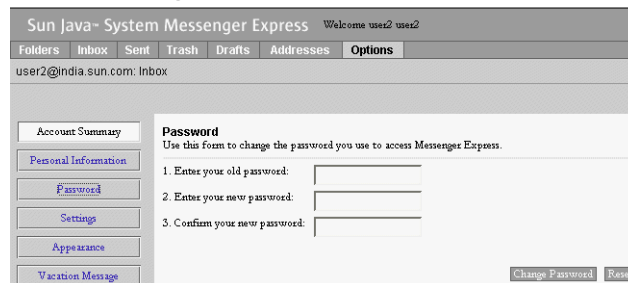 Sun Java™ System Messenger Express Welcome user2 user2
Folders Inbox Sent Trash Drafts Addresses Options
user2@india.sun.com: Inbox
Account Summary
Personal Information
Password
Settings
Appearance
Vacation Message
Password
Use this form to change the password you use to access Messenger Express.
1. Enter your old password:
2. Enter your new password:
3. Confirm your new password:
Change Password Rese